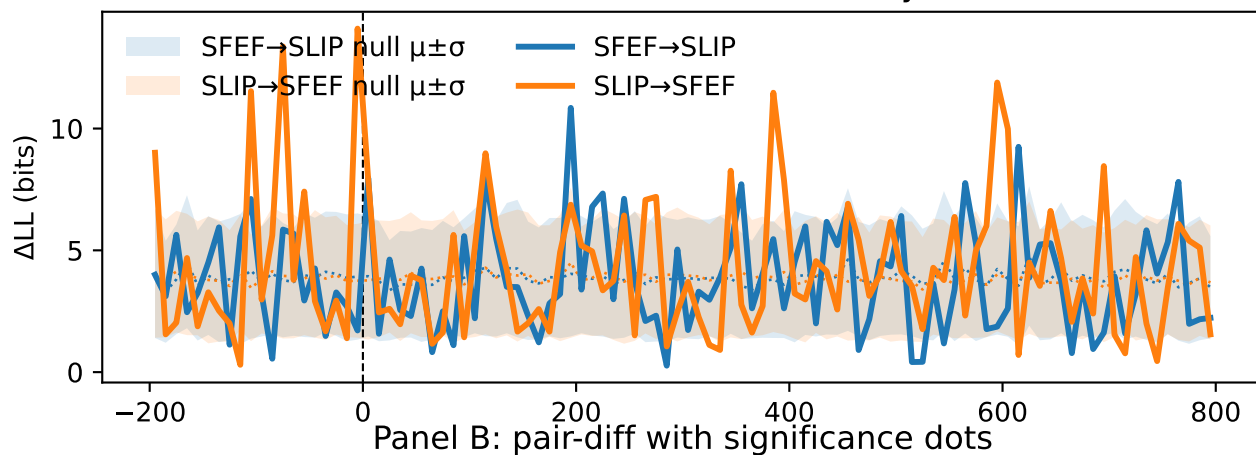 SFEF→SLIP null μ±σ
SLIP→SFEF null μ±σ
SFEF→SLIP
SLIP→SFEF
ΔLL (bits)
10
5
0
−200
0
200
400
600
800
Panel B: pair-diff with significance dots